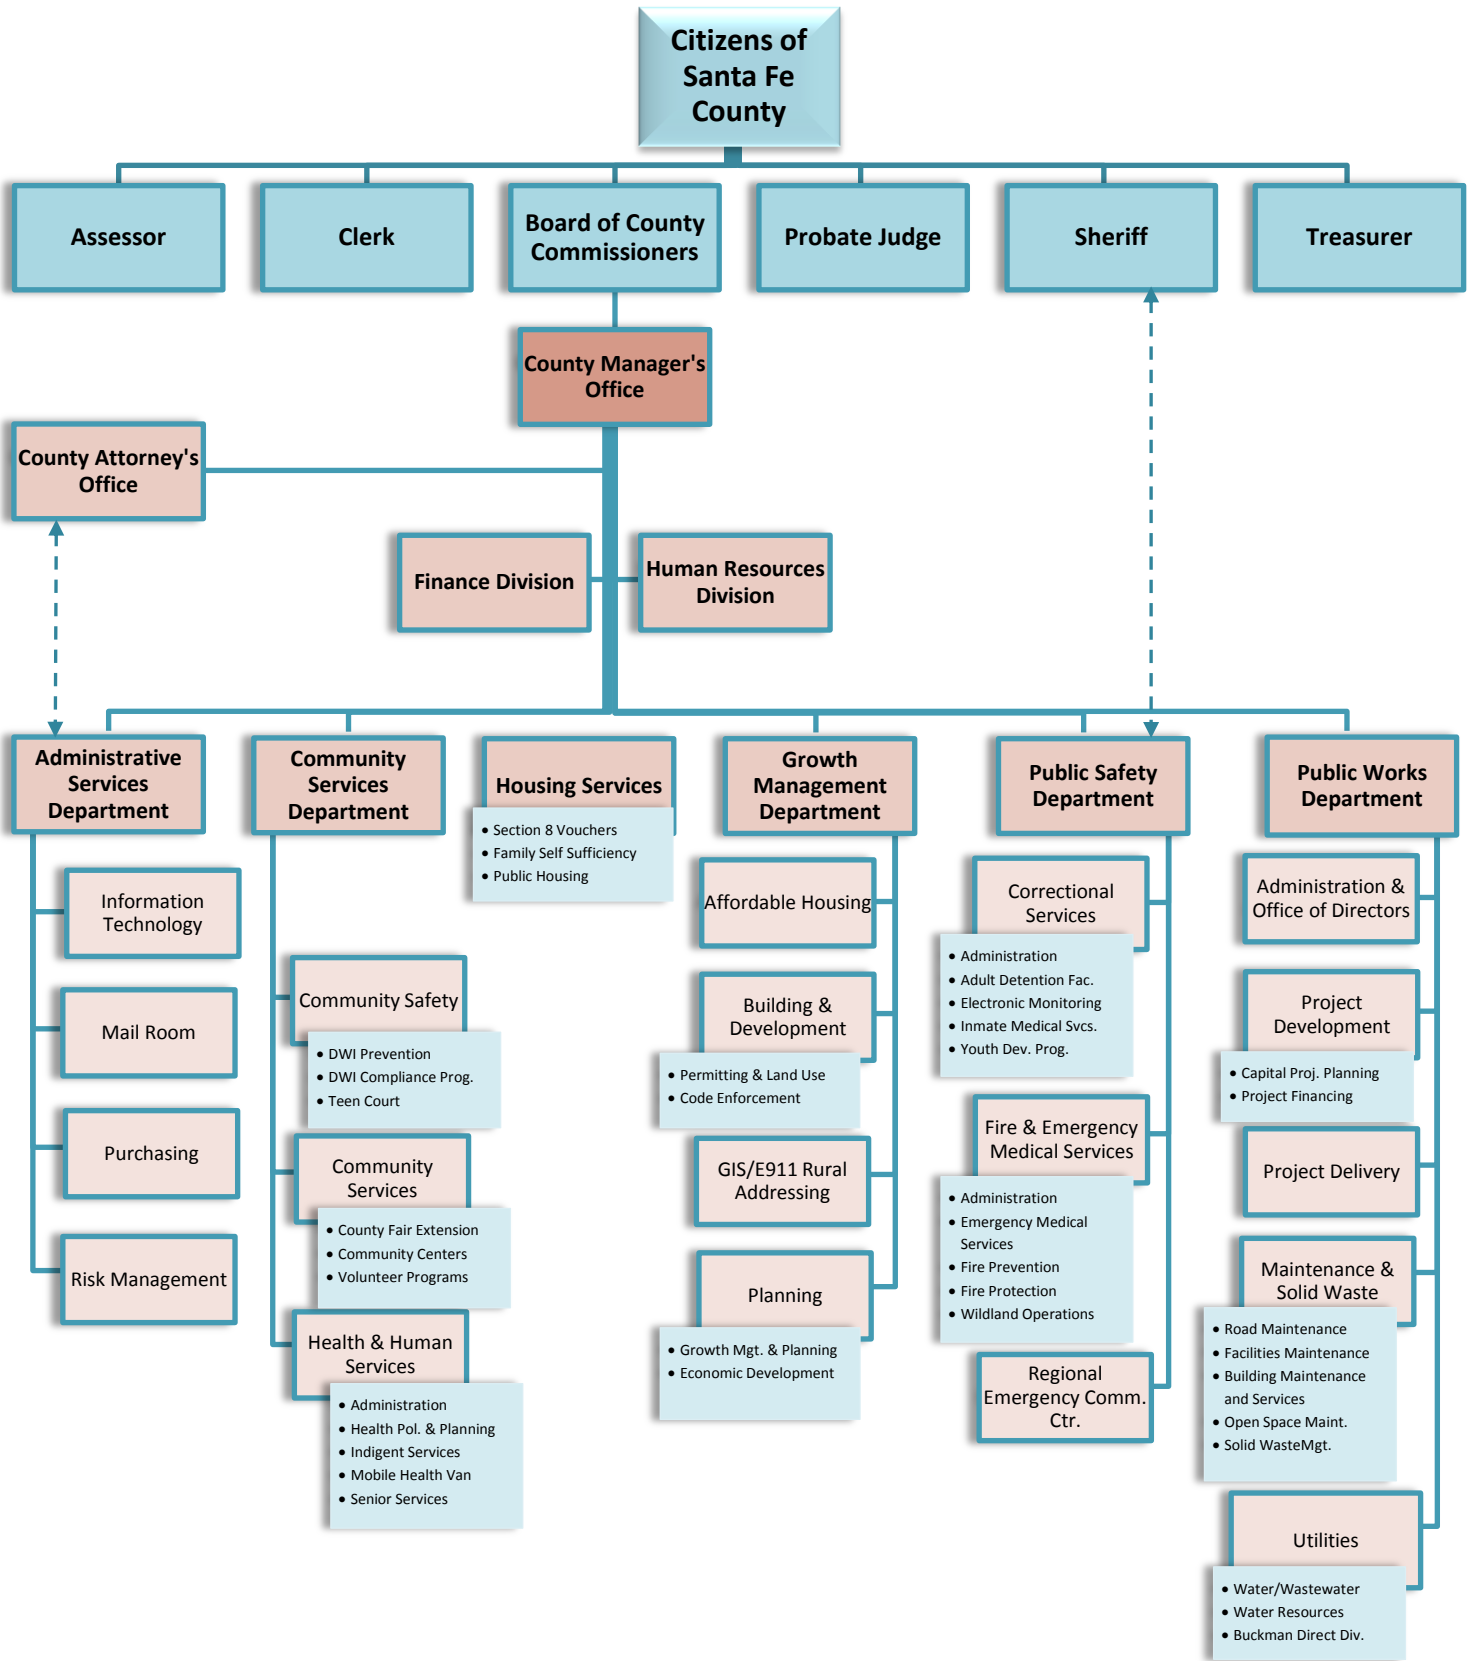 Citizens of
Santa Fe
County
Assessor
Clerk
Board of County
Commissioners
Probate Judge
Sheriff
Treasurer
County Manager's
Office
County Attorney's
Office
Finance Division
Human Resources
Division
Administrative
Services
Department
Information
Technology
Mail Room
Purchasing
Risk Management
Community
Services
Department
Community Safety
• DWI Prevention
• DWI Compliance Prog.
• Teen Court
Community
Services
• County Fair Extension
• Community Centers
• Volunteer Programs
Health & Human
Services
• Administration
• Health Pol. & Planning
• Indigent Services
• Mobile Health Van
• Senior Services
Housing Services
• Section 8 Vouchers
• Family Self Sufficiency
• Public Housing
Growth
Management
Department
Affordable Housing
Building &
Development
• Permitting & Land Use
• Code Enforcement
GIS/E911 Rural
Addressing
Planning
• Growth Mgt. & Planning
• Economic Development
Public Safety
Department
Correctional
Services
• Administration
• Adult Detention Fac.
• Electronic Monitoring
• Inmate Medical Svcs.
• Youth Dev. Prog.
Fire & Emergency
Medical Services
• Administration
• Emergency Medical
Services
• Fire Prevention
• Fire Protection
• Wildland Operations
Regional
Emergency Comm.
Ctr.
Public Works
Department
Administration &
Office of Directors
Project
Development
• Capital Proj. Planning
• Project Financing
Project Delivery
Maintenance &
Solid Waste
• Road Maintenance
• Facilities Maintenance
• Building Maintenance
and Services
• Open Space Maint.
• Solid WasteMgt.
Utilities
• Water/Wastewater
• Water Resources
• Buckman Direct Div.